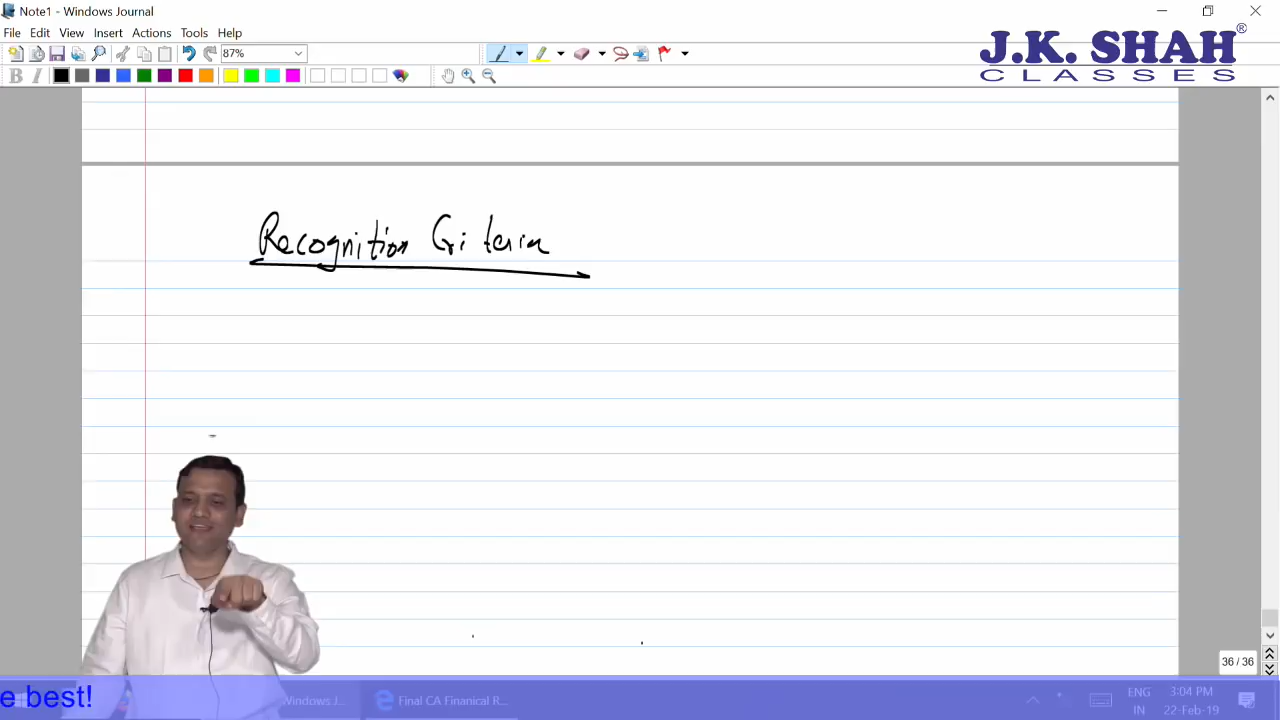 Note1 - Windows Journal
File Edit View Insert Actions Tools Help
87%
B I
J.K. SHAH®
CLASSES
Recognition Criteria
36 / 36
e best!
Windows J...
Final CA Finanical R...
ENG
IN
3:04 PM
22-Feb-19